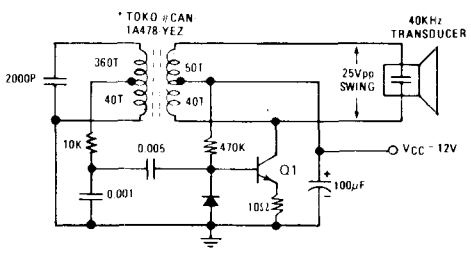 * TOKO #CAN
1A478-YEZ
40KHz
TRANSDUCER
2000P
360T
50T
40T
40T
25Vpp
SWING
10K
0.005
470K
Q1
VCC - 12V
0.001
10Ω
+
100µF
−